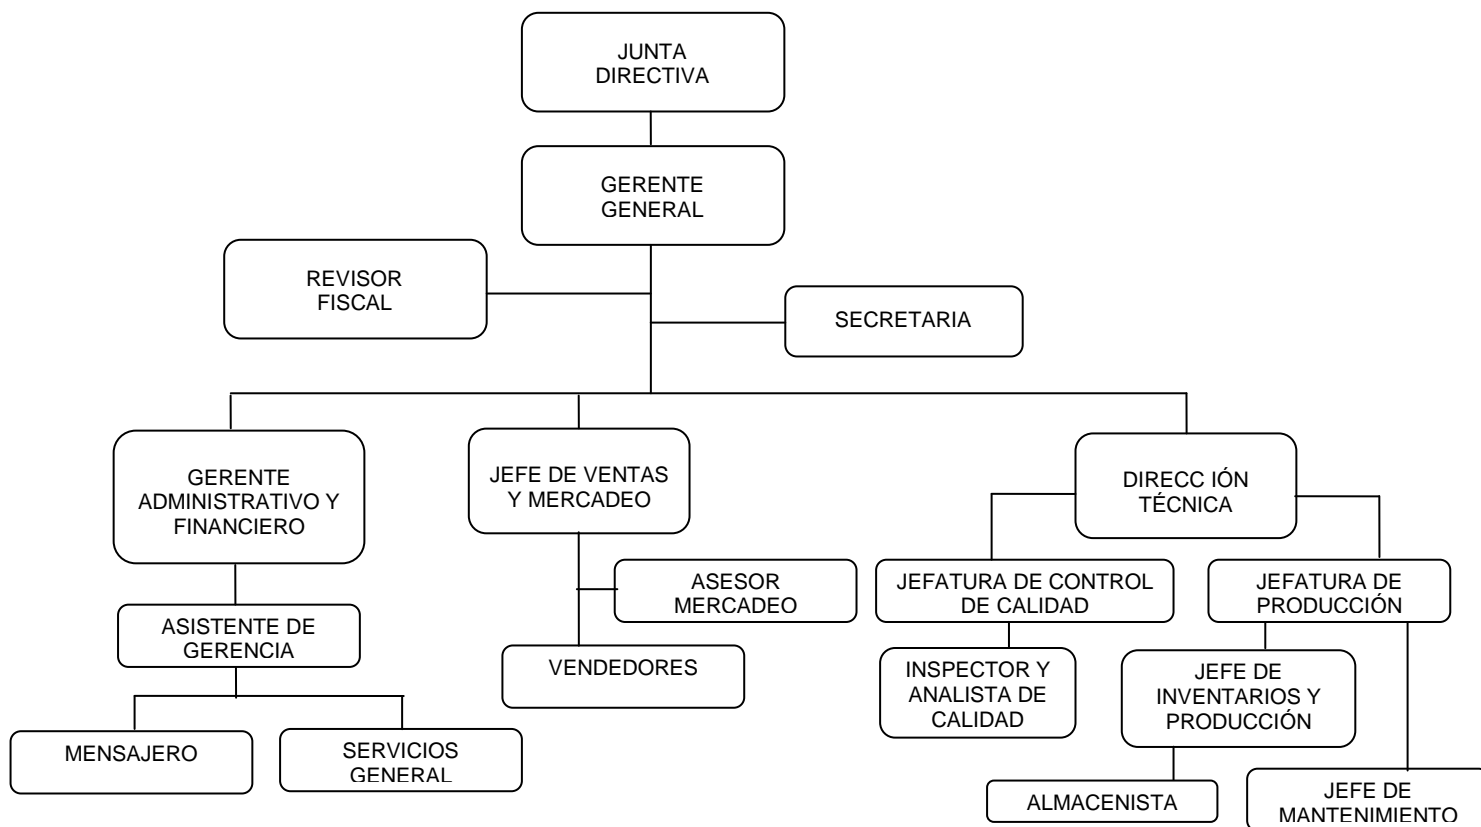 JUNTA
DIRECTIVA
GERENTE
GENERAL
REVISOR
FISCAL
SECRETARIA
GERENTE
ADMINISTRATIVO Y
FINANCIERO
JEFE DE VENTAS
Y MERCADEO
DIRECC IÓN
TÉCNICA
ASESOR
MERCADEO
JEFATURA DE CONTROL
DE CALIDAD
JEFATURA DE
PRODUCCIÓN
ASISTENTE DE
GERENCIA
VENDEDORES
INSPECTOR Y
ANALISTA DE
CALIDAD
JEFE DE
INVENTARIOS Y
PRODUCCIÓN
MENSAJERO
SERVICIOS
GENERAL
ALMACENISTA
JEFE DE
MANTENIMIENTO